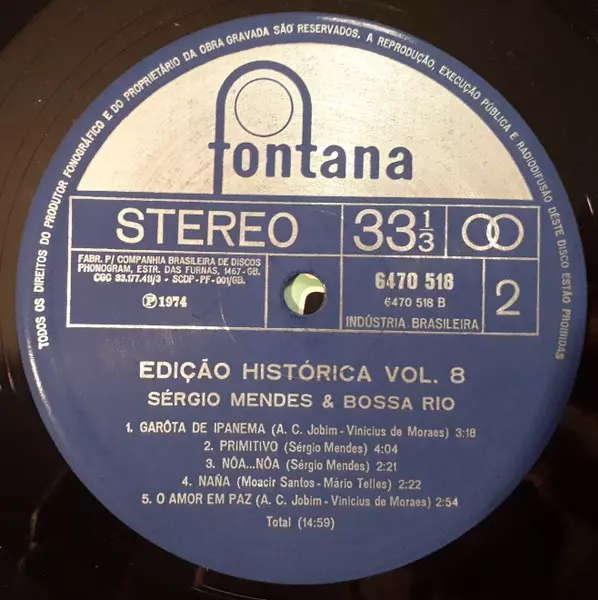 TODOS OS DIREITOS DO PRODUTOR FONOGRÁFICO E DO PROPRIETÁRIO DA OBRA GRAVADA SÃO RESERVADOS. A REPRODUÇÃO, EXECUÇÃO PÚBLICA E RADIODIFUSÃO DESTE DISCO ESTÃO PROIBIDAS
fontana
STEREO
33 1/3
FABR. P/ COMPANHIA BRASILEIRA DE DISCOS
PHONOGRAM, ESTR. DAS FURNAS, 1467-GB.
CGC 33.177.411/3 - SCDP-PF-001/GB.
Ⓟ 1974
6470 518
6470 518 B
INDÚSTRIA BRASILEIRA
2
EDIÇÃO HISTÓRICA VOL. 8
SÉRGIO MENDES & BOSSA RIO
1. GARÔTA DE IPANEMA (A. C. Jobim - Vinicius de Moraes) 3:18
2. PRIMITIVO (Sérgio Mendes) 4:04
3. NÔA...NÔA (Sérgio Mendes) 2:21
4. NAÑA (Moacir Santos - Mário Telles) 2:22
5. O AMOR EM PAZ (A. C. Jobim - Vinicius de Moraes) 2:54
Total (14:59)